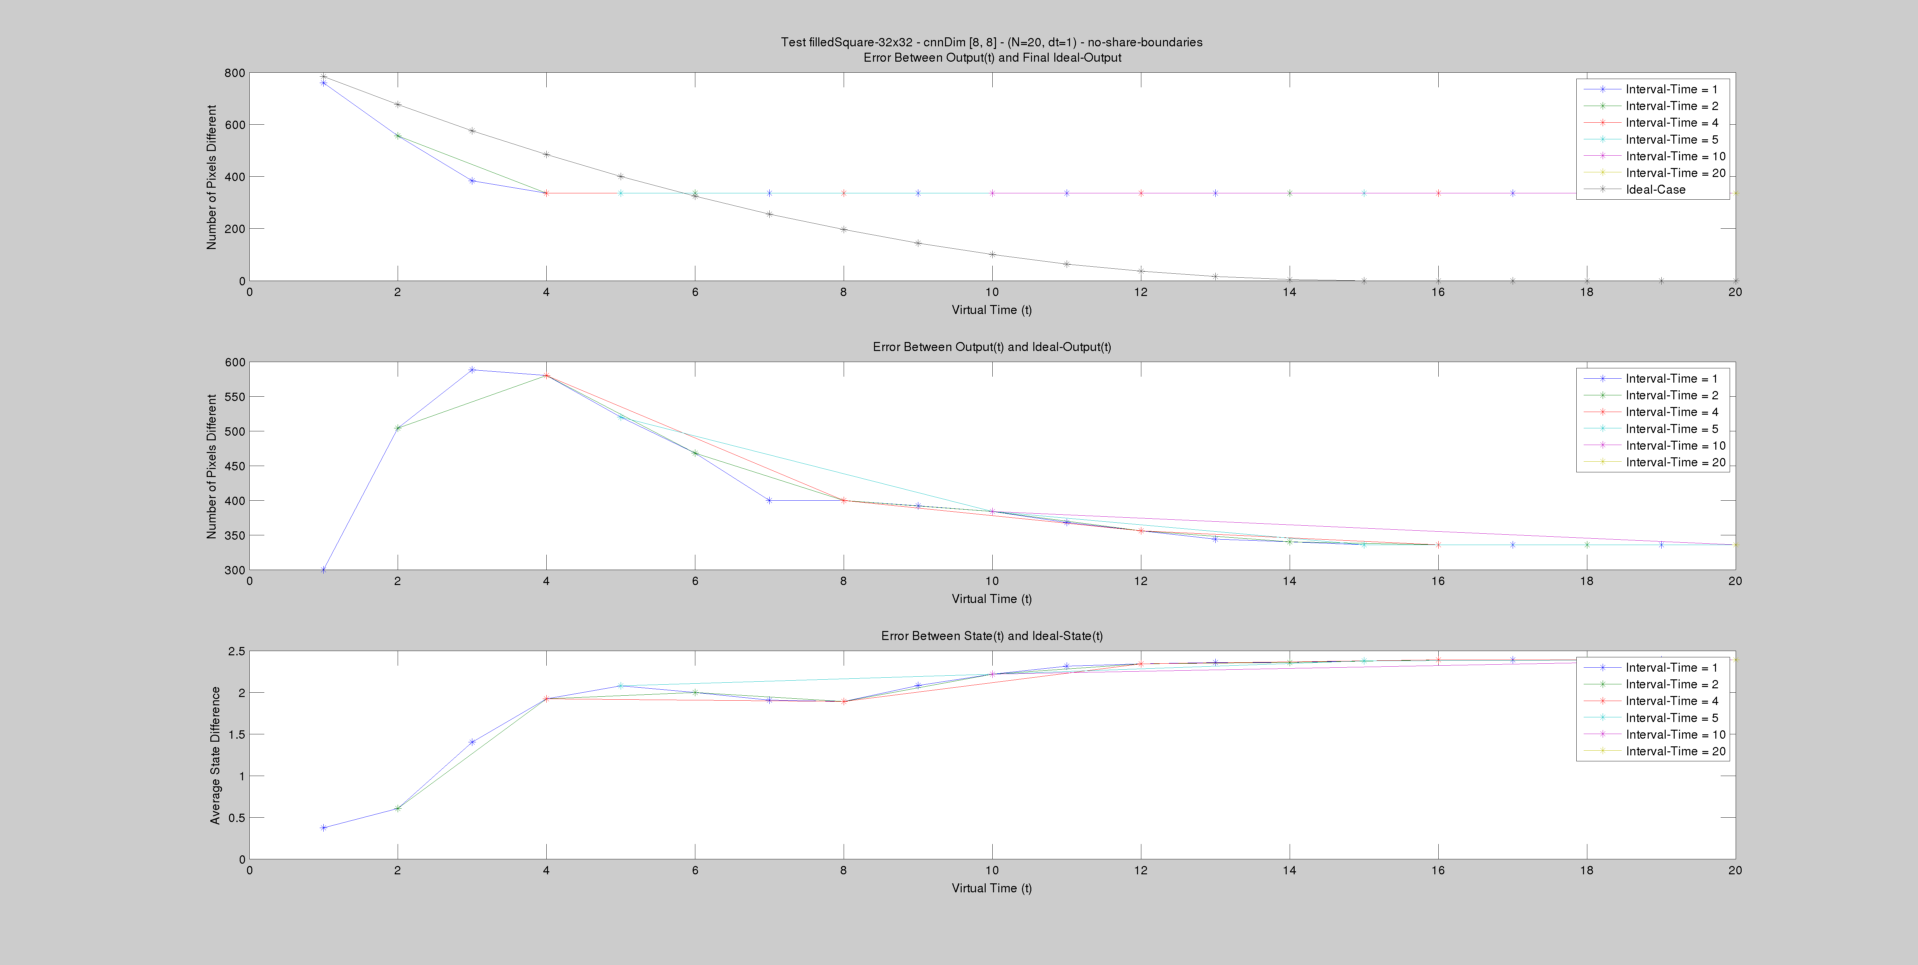 Test filledSquare-32x32 - cnnDim [8, 8] - (N=20, dt=1) - no-share-boundaries
Error Between Output(t) and Final Ideal-Output
Number of Pixels Different
800
600
400
200
0
0 2 4 6 8 10 12 14 16 18 20
Virtual Time (t)
Interval-Time = 1
Interval-Time = 2
Interval-Time = 4
Interval-Time = 5
Interval-Time = 10
Interval-Time = 20
Ideal-Case
Error Between Output(t) and Ideal-Output(t)
Number of Pixels Different
600
550
500
450
400
350
300
0 2 4 6 8 10 12 14 16 18 20
Virtual Time (t)
Interval-Time = 1
Interval-Time = 2
Interval-Time = 4
Interval-Time = 5
Interval-Time = 10
Interval-Time = 20
Error Between State(t) and Ideal-State(t)
Average State Difference
2.5
2
1.5
1
0.5
0
0 2 4 6 8 10 12 14 16 18 20
Virtual Time (t)
Interval-Time = 1
Interval-Time = 2
Interval-Time = 4
Interval-Time = 5
Interval-Time = 10
Interval-Time = 20